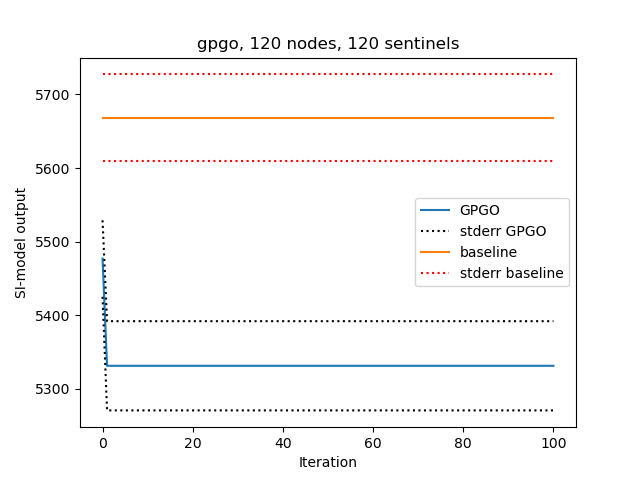 gpgo, 120 nodes, 120 sentinels
SI-model output
5700
5600
5500
5400
5300
GPGO
stderr GPGO
baseline
stderr baseline
0 20 40 60 80 100
Iteration